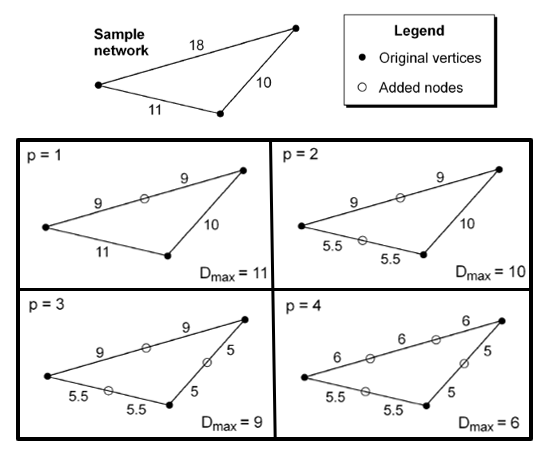 Sample
network
18
10
11
Legend
Original vertices
Added nodes
p = 1
9
9
10
11
Dmax = 11
p = 2
9
9
10
5.5
5.5
Dmax = 10
p = 3
9
9
5
5
5.5
5.5
Dmax = 9
p = 4
6
6
6
5
5
5.5
5.5
Dmax = 6